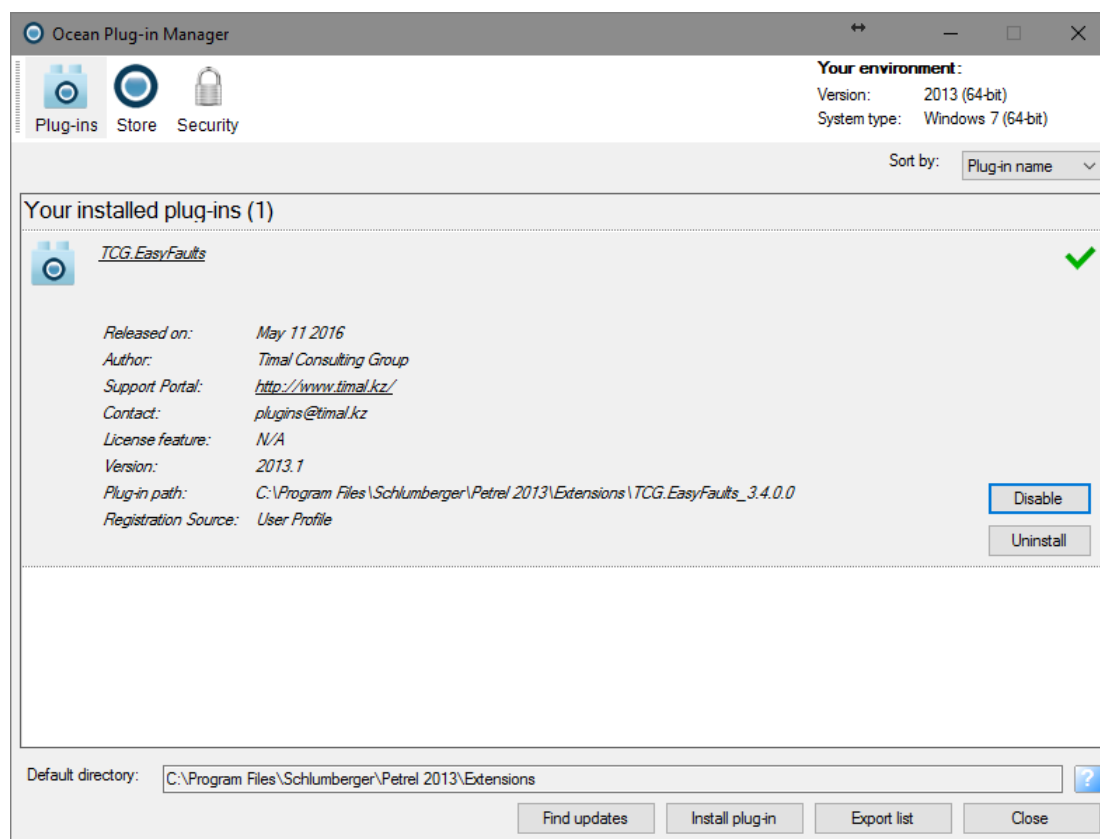 Ocean Plug-in Manager
Plug-ins Store Security
Your environment:
Version: 2013 (64-bit)
System type: Windows 7 (64-bit)
Sort by: Plug-in name
Your installed plug-ins (1)
TCG.EasyFaults
Released on: May 11 2016
Author: Timal Consulting Group
Support Portal: http://www.timal.kz/
Contact: plugins@timal.kz
License feature: N/A
Version: 2013.1
Plug-in path: C:\Program Files\Schlumberger\Petrel 2013\Extensions\TCG.EasyFaults_3.4.0.0
Registration Source: User Profile
Disable
Uninstall
Default directory: C:\Program Files\Schlumberger\Petrel 2013\Extensions
?
Find updates Install plug-in Export list Close